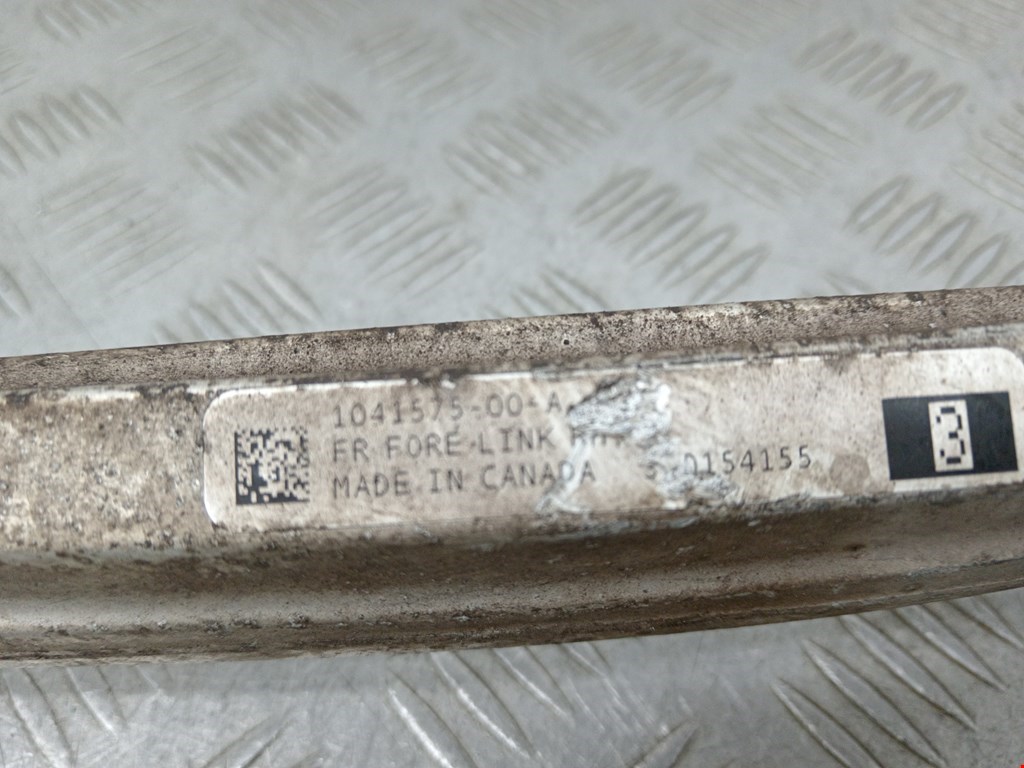 1041575-00-A
FR FORE LINK
MADE IN CANADA
0154155
3